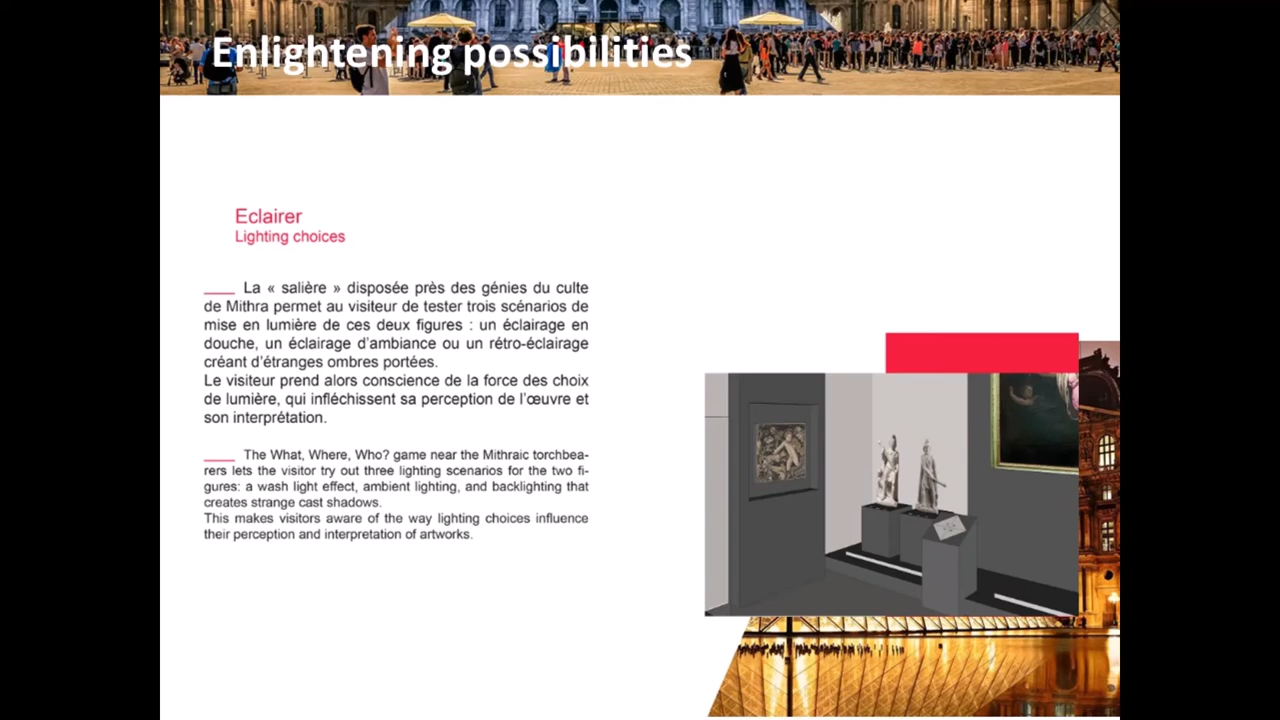 Enlightening possibilities
Eclairer
Lighting choices
La « salière » disposée près des génies du culte
de Mithra permet au visiteur de tester trois scénarios de
mise en lumière de ces deux figures : un éclairage en
douche, un éclairage d’ambiance ou un rétro-éclairage
créant d’étranges ombres portées.
Le visiteur prend alors conscience de la force des choix
de lumière, qui infléchissent sa perception de l’œuvre et
son interprétation.
The What, Where, Who? game near the Mithraic torchbea-
rers lets the visitor try out three lighting scenarios for the two fi-
gures: a wash light effect, ambient lighting, and backlighting that
creates strange cast shadows.
This makes visitors aware of the way lighting choices influence
their perception and interpretation of artworks.